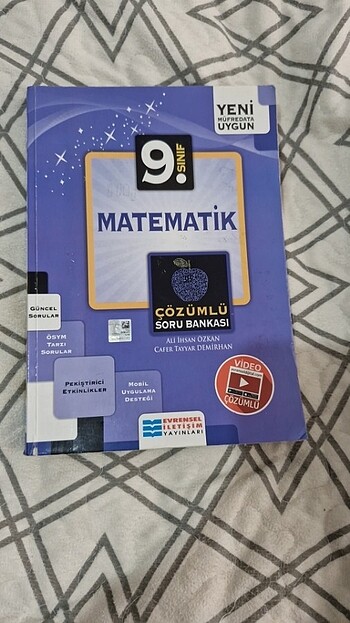 YENİ
MÜFREDATA
UYGUN
9. SINIF
MATEMATİK
ÇÖZÜMLÜ
SORU BANKASI
ALİ İHSAN ÖZKAN
CAFER TAYYAR DEMİRHAN
GÜNCEL
SORULAR
ÖSYM
TARZI
SORULAR
PEKİŞTİRİCİ
ETKİNLİKLER
MOBİL
UYGULAMA
DESTEĞİ
VİDEO
ÇÖZÜMLÜ
EVRENSEL
İLETİŞİM
YAYINLARI